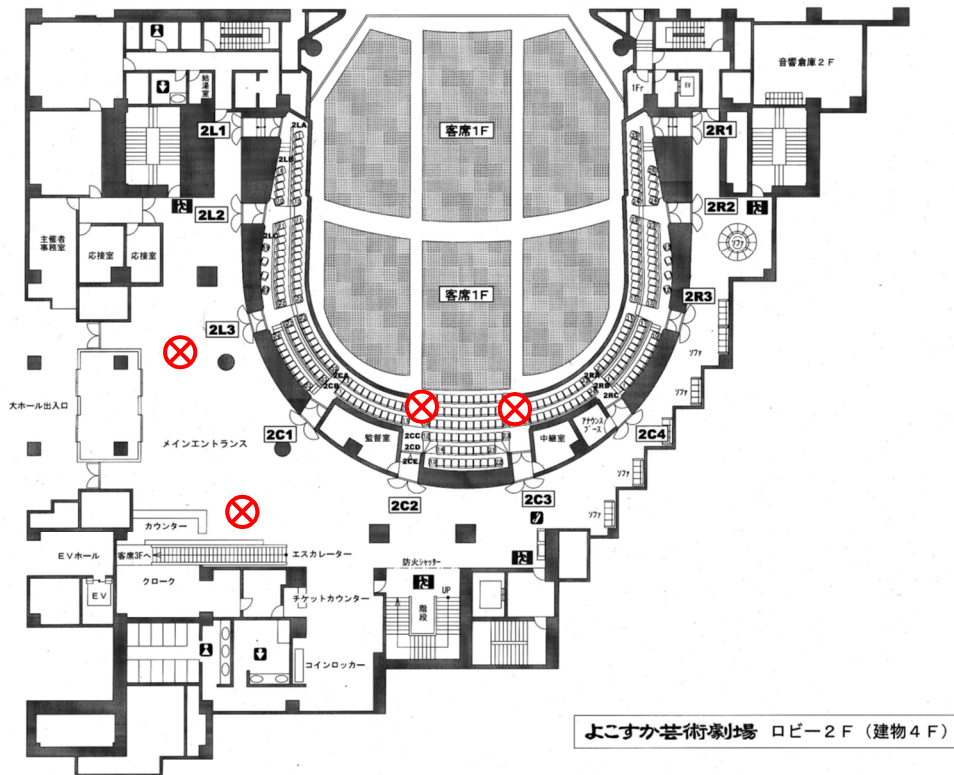 給湯室
1Fr
EV
音響倉庫2F
2L1
2LA
客席1F
2R1
2LB
2L2
2R2
主催者
事務室
応接室
応接室
2LC
ソファ
客席1F
2R3
2L3
ソファ
2CA
2CB
2RA
2RB
2RC
ソファ
大ホール出入口
メインエントランス
2C1
監督室
2CC
2CD
2CE
中継室
アナウンス
ブース
2C4
ソファ
2C2
2C3
ソファ
カウンター
EVホール
客席3Fへ
エスカレーター
防火シャッター
クローク
EV
チケットカウンター
UP
階段
コインロッカー
よこすか芸術劇場 ロビー2F(建物4F)